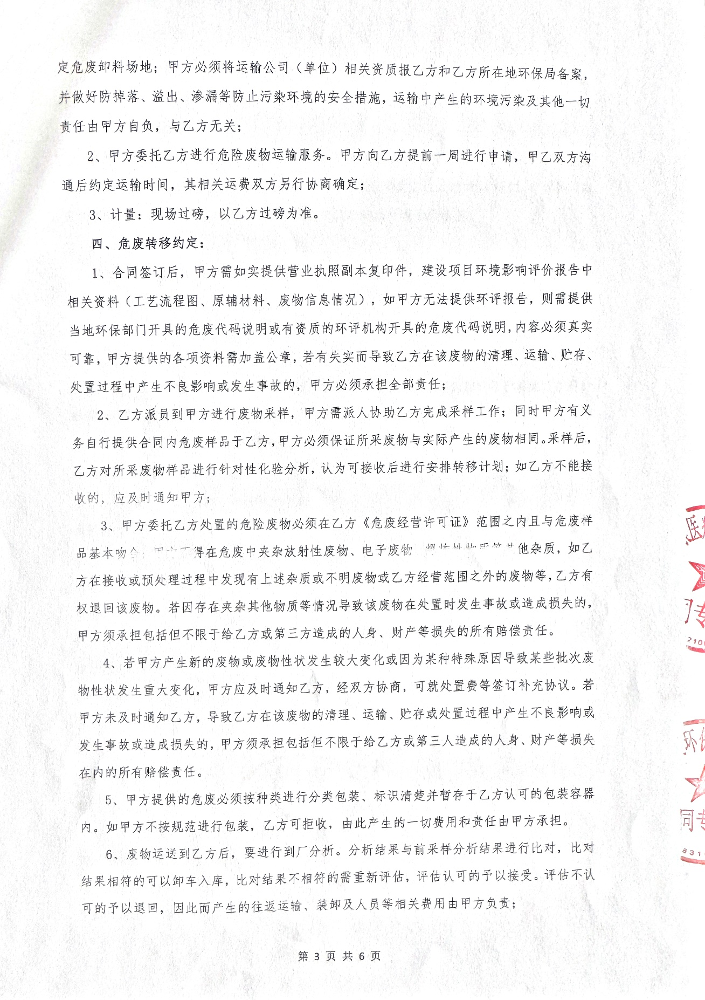 定危废卸料场地；甲方必须将运输公司（单位）相关资质报乙方和乙方所在地环保局备案，
并做好防掉落、溢出、渗漏等防止污染环境的安全措施，运输中产生的环境污染及其他一切
责任由甲方自负，与乙方无关；
2、甲方委托乙方进行危险废物运输服务。甲方向乙方提前一周进行申请，甲乙双方沟
通后约定运输时间，其相关运费双方另行协商确定；
3、计量：现场过磅，以乙方过磅为准。
四、危废转移约定：
1、合同签订后，甲方需如实提供营业执照副本复印件，建设项目环境影响评价报告中
相关资料（工艺流程图、原辅材料、废物信息情况），如甲方无法提供环评报告，则需提供
当地环保部门开具的危废代码说明或有资质的环评机构开具的危废代码说明，内容必须真实
可靠，甲方提供的各项资料需加盖公章，若有失实而导致乙方在该废物的清理、运输、贮存、
处置过程中产生不良影响或发生事故的，甲方必须承担全部责任；
2、乙方派员到甲方进行废物采样，甲方需派人协助乙方完成采样工作；同时甲方有义
务自行提供合同内危废样品于乙方，甲方必须保证所采废物与实际产生的废物相同。采样后，
乙方对所采废物样品进行针对性化验分析，认为可接收后进行安排转移计划；如乙方不能接
收的，应及时通知甲方；
3、甲方委托乙方处置的危险废物必须在乙方《危废经营许可证》范围之内且与危废样
品基本吻合；甲方不得在危废中夹杂放射性废物、电子废物、爆炸性物质等其他杂质，如乙
方在接收或预处理过程中发现有上述杂质或不明废物或乙方经营范围之外的废物等，乙方有
权退回该废物。若因存在夹杂其他物质等情况导致该废物在处置时发生事故或造成损失的，
甲方须承担包括但不限于给乙方或第三方造成的人身、财产等损失的所有赔偿责任。
4、若甲方产生新的废物或废物性状发生较大变化或因为某种特殊原因导致某些批次废
物性状发生重大变化，甲方应及时通知乙方，经双方协商，可就处置费等签订补充协议。若
甲方未及时通知乙方，导致乙方在该废物的清理、运输、贮存或处置过程中产生不良影响或
发生事故或造成损失的，甲方须承担包括但不限于给乙方或第三人造成的人身、财产等损失
在内的所有赔偿责任。
5、甲方提供的危废必须按种类进行分类包装、标识清楚并暂存于乙方认可的包装容器
内。如甲方不按规范进行包装，乙方可拒收，由此产生的一切费用和责任由甲方承担。
6、废物运送到乙方后，要进行到厂分析。分析结果与前采样分析结果进行比对，比对
结果相符的可以卸车入库，比对结果不相符的需重新评估，评估认可的予以接受。评估不认
可的予以退回，因此而产生的往返运输、装卸及人员等相关费用由甲方负责；
第 3 页 共 6 页
医
专
210
环保
同专
831